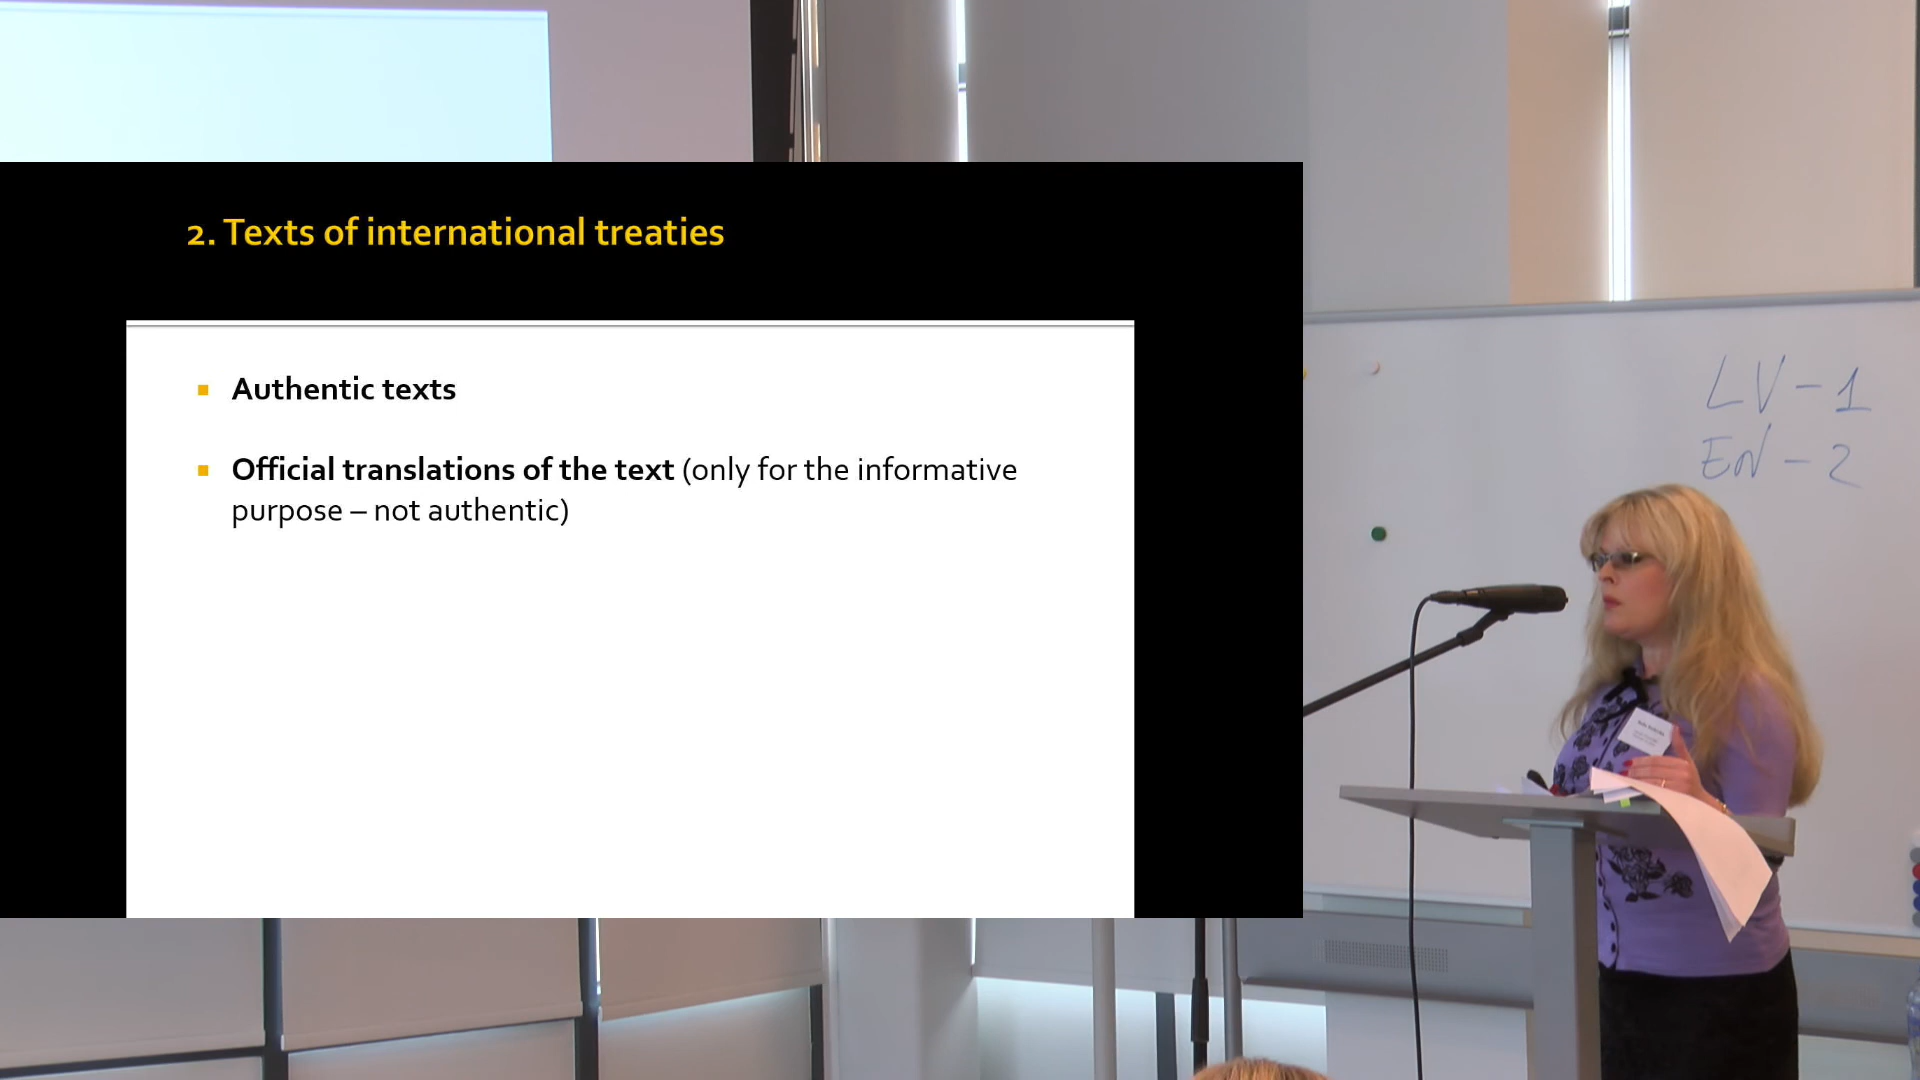 2. Texts of international treaties
Authentic texts
Official translations of the text (only for the informative
purpose – not authentic)
LV - 1
EN - 2